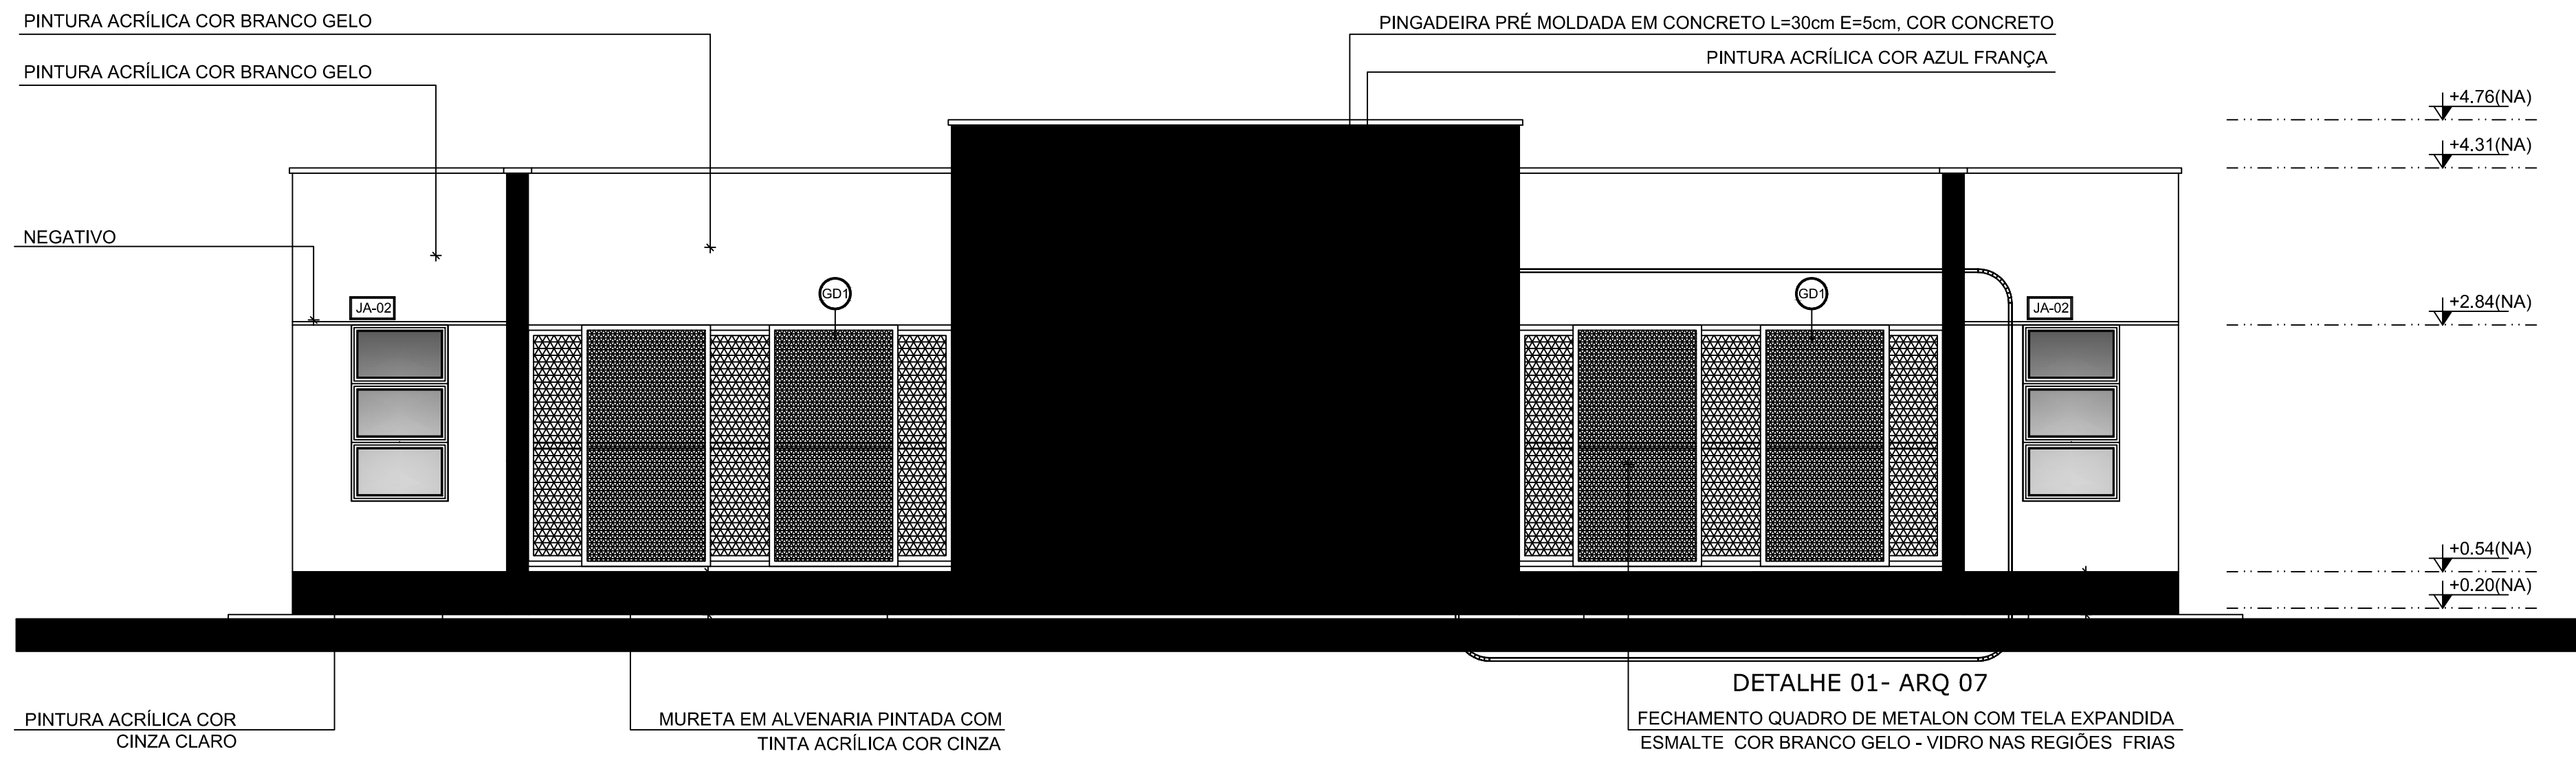 PINTURA ACRÍLICA COR BRANCO GELO
PINGADEIRA PRÉ MOLDADA EM CONCRETO L=30cm E=5cm, COR CONCRETO
PINTURA ACRÍLICA COR AZUL FRANÇA
PINTURA ACRÍLICA COR BRANCO GELO
+4.76(NA)
+4.31(NA)
NEGATIVO
JA-02
GD1
GD1
JA-02
+2.84(NA)
+0.54(NA)
+0.20(NA)
DETALHE 01- ARQ 07
PINTURA ACRÍLICA COR
CINZA CLARO
MURETA EM ALVENARIA PINTADA COM
TINTA ACRÍLICA COR CINZA
FECHAMENTO QUADRO DE METALON COM TELA EXPANDIDA
ESMALTE COR BRANCO GELO - VIDRO NAS REGIÕES FRIAS